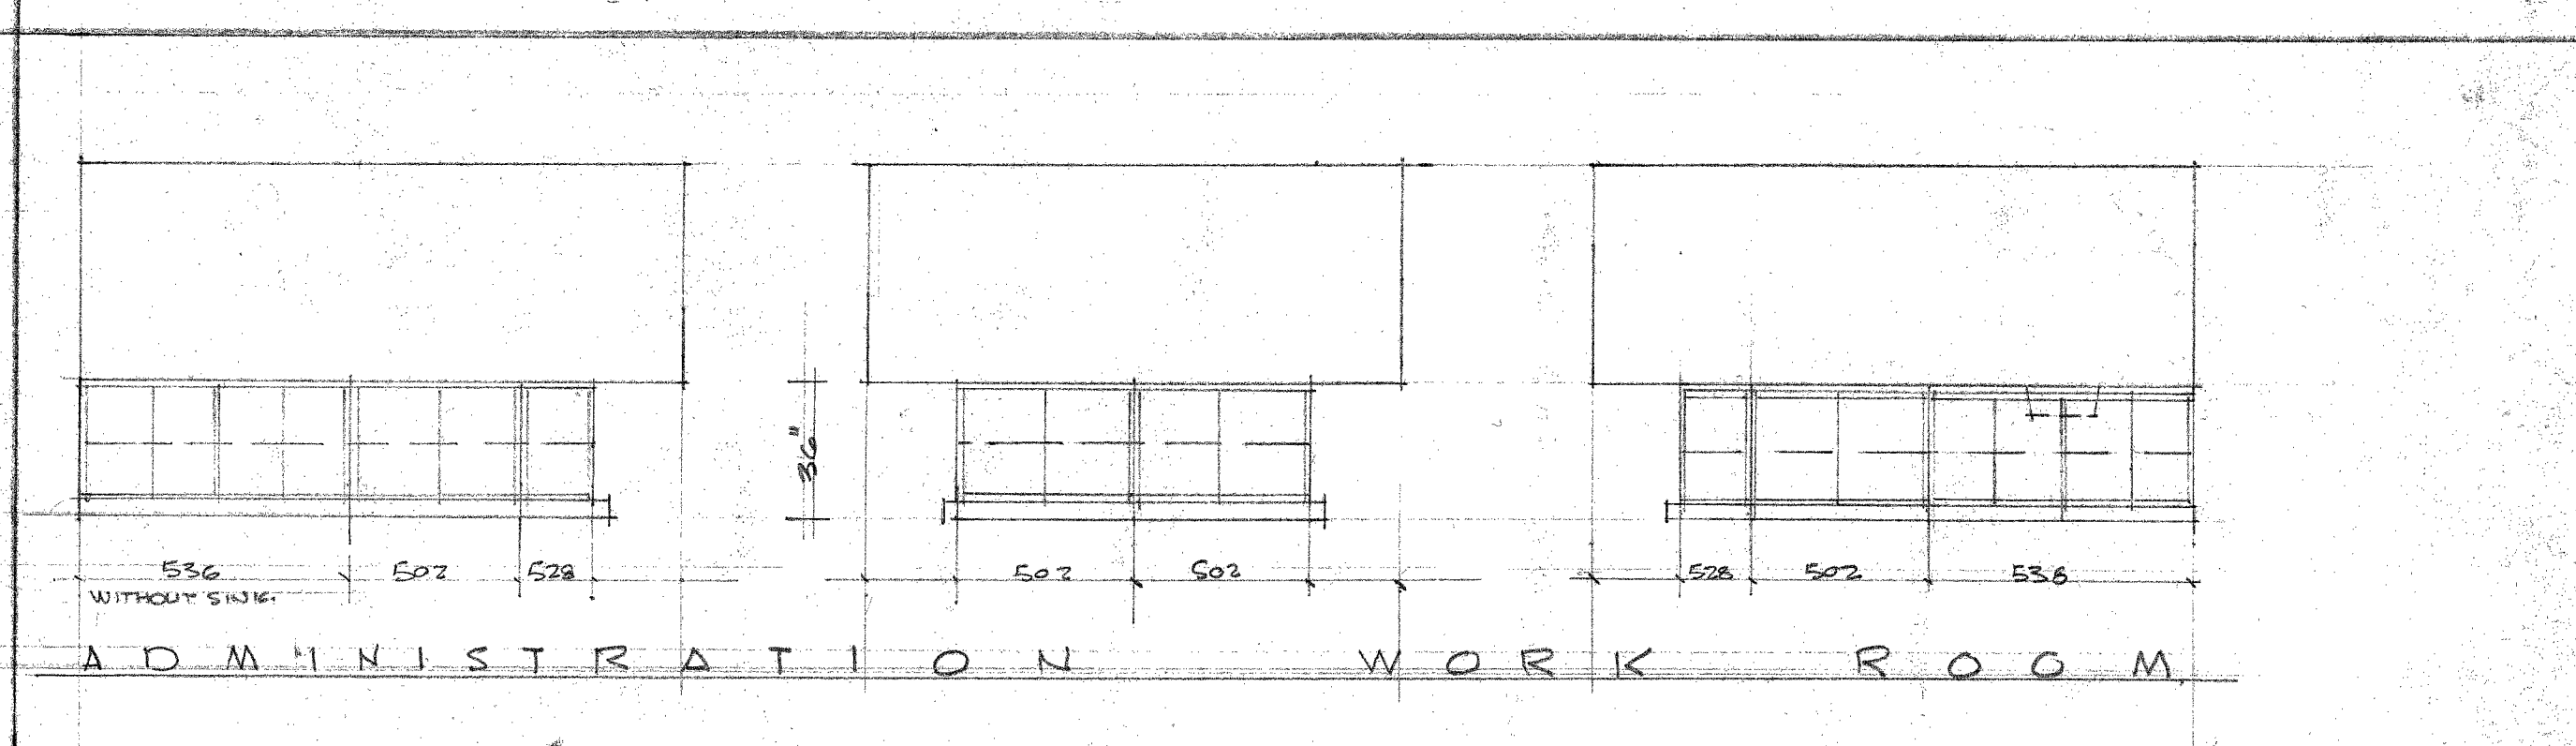 36"
536 502 528
WITHOUT SINK.
502 502
528 502 536
ADMINISTRATION WORK ROOM